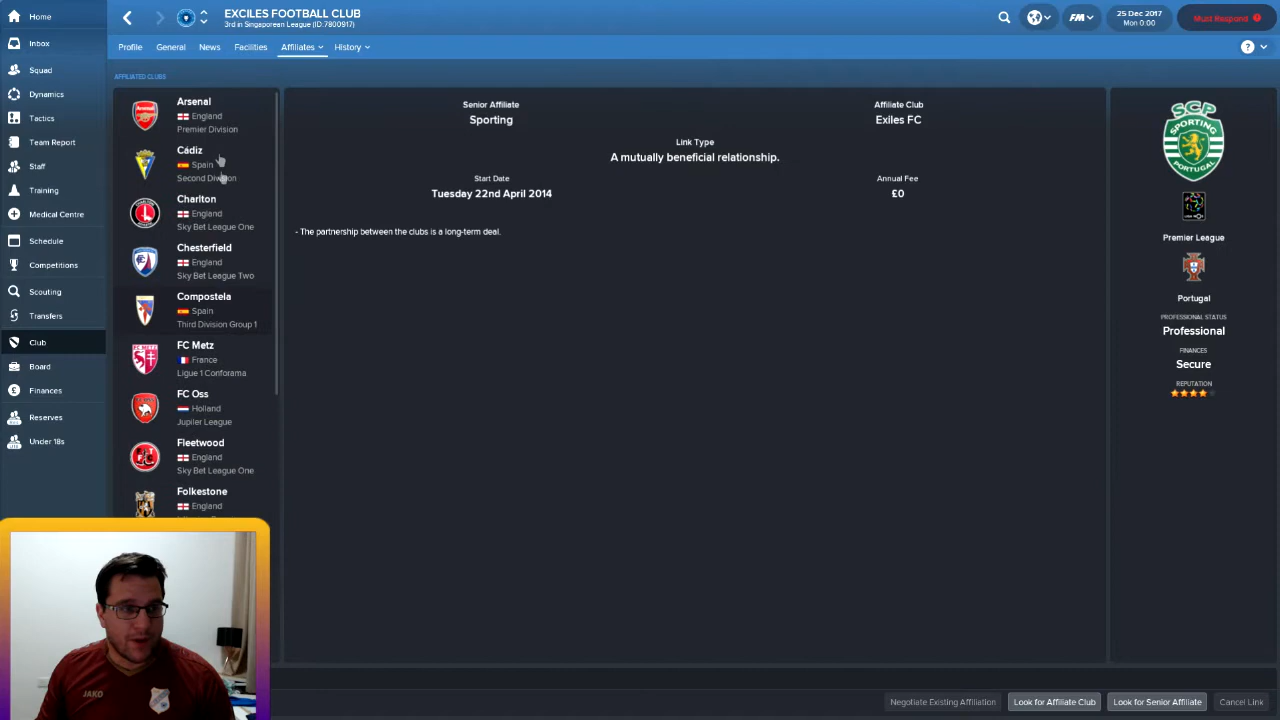 Home
Inbox
Squad
Dynamics
Tactics
Team Report
Staff
Training
Medical Centre
Schedule
Competitions
Scouting
Transfers
Club
Board
Finances
Reserves
Under 18s
EXCILES FOOTBALL CLUB
3rd in Singaporean League (ID:7800917)
FM
25 Dec 2017
Mon 0:00
Must Respond
Profile
General
News
Facilities
Affiliates
History
?
AFFILIATED CLUBS
Arsenal
England
Premier Division
Cádiz
Spain
Second Division
Charlton
England
Sky Bet League One
Chesterfield
England
Sky Bet League Two
Compostela
Spain
Third Division Group 1
FC Metz
France
Ligue 1 Conforama
FC Oss
Holland
Jupiler League
Fleetwood
England
Sky Bet League One
Folkestone
England
Senior Affiliate
Sporting
Affiliate Club
Exiles FC
Link Type
A mutually beneficial relationship.
Start Date
Tuesday 22nd April 2014
Annual Fee
£0
- The partnership between the clubs is a long-term deal.
SCP
SPORTING
PORTUGAL
Premier League
Portugal
PROFESSIONAL STATUS
Professional
FINANCES
Secure
REPUTATION
JAKO
Negotiate Existing Affiliation
Look for Affiliate Club
Look for Senior Affiliate
Cancel Link